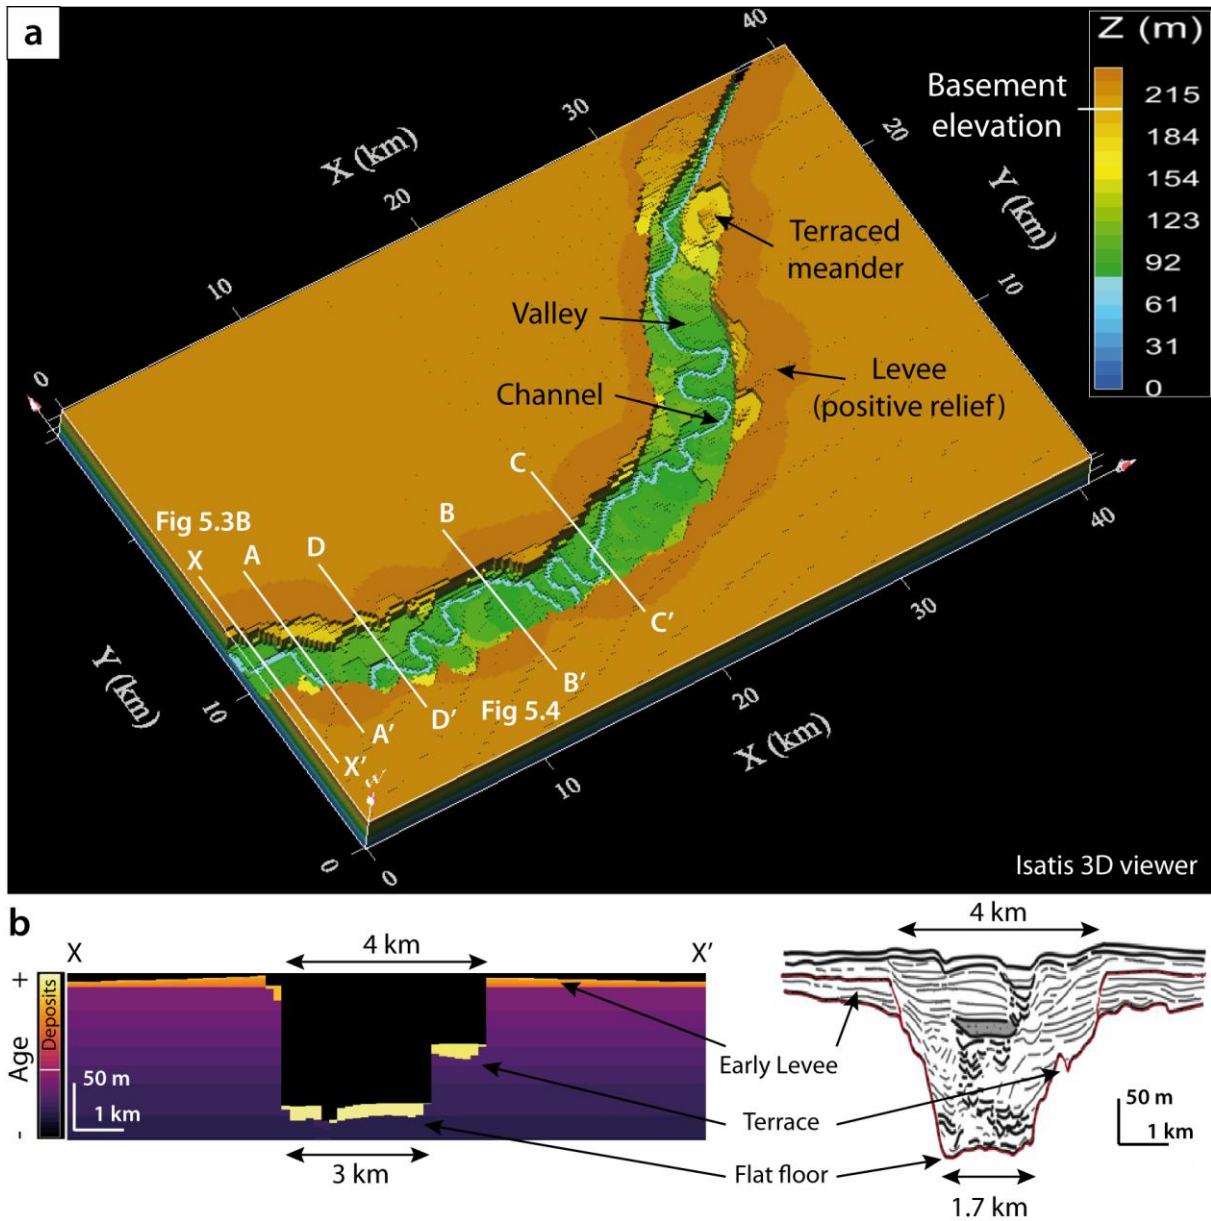 a
Z (m)
215
184
154
123
92
61
31
0
Basement
elevation
40
30
20
10
0
X (km)
20
Y (km)
10
40
30
20
10
0
X (km)
Y (km)
10
0
Terraced
meander
Valley
Levee
(positive relief)
Channel
Fig 5.3B
X
A
D
B
C
X'
A'
D'
B'
C'
Fig 5.4
Isatis 3D viewer
b
X
4 km
X'
4 km
+
Deposits
Age
-
50 m
1 km
3 km
Early Levee
Terrace
Flat floor
50 m
1 km
1.7 km